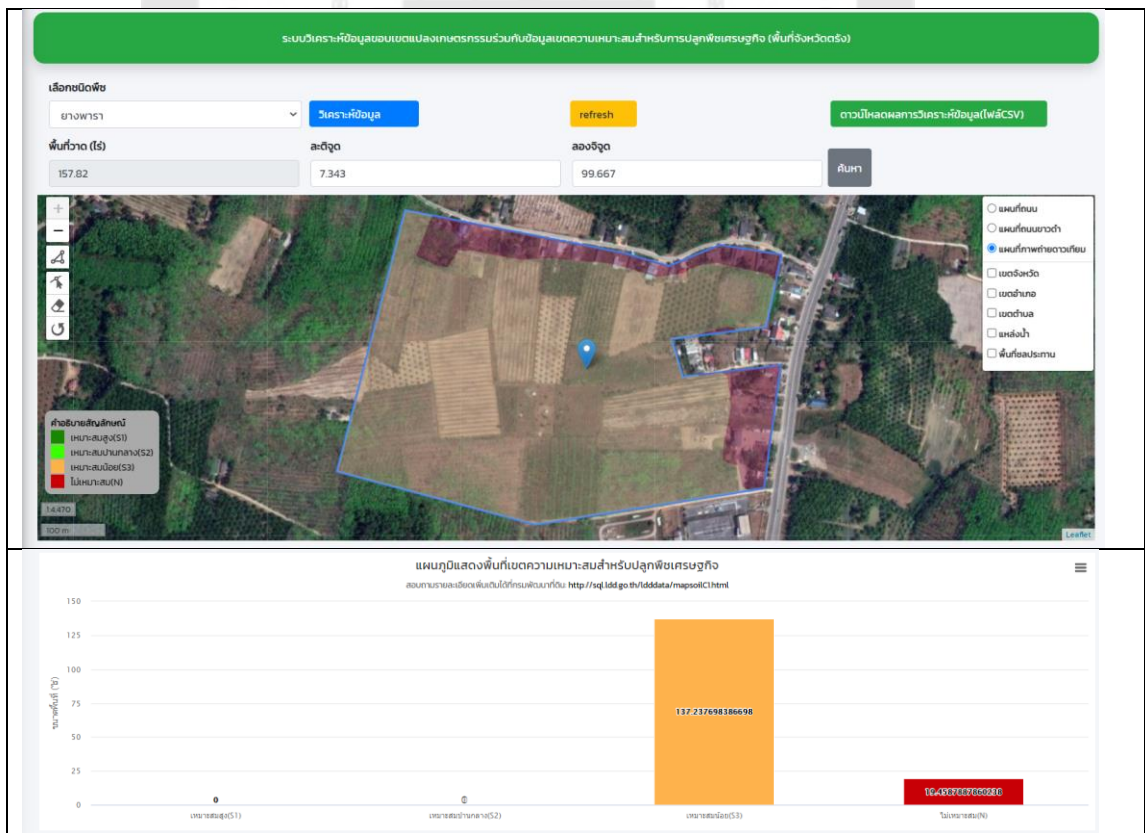 ระบบวิเคราะห์ข้อมูลขอบเขตแปลงเกษตรกรรมร่วมกับข้อมูลเขตความเหมาะสมสำหรับการปลูกพืชเศรษฐกิจ (พื้นที่จังหวัดตรัง)
เลือกชนิดพืช
ยางพารา วิเคราะห์ข้อมูล refresh ดาวน์โหลดผลการวิเคราะห์ข้อมูล(ไฟล์CSV)
พื้นที่วาด (ไร่) ละติจูด ลองจิจูด
157.82 7.343 99.667 ค้นหา
แผนที่ถนน
แผนที่ถนนขาวดำ
แผนที่ภาพถ่ายดาวเทียม
เขตจังหวัด
เขตอำเภอ
เขตตำบล
แหล่งน้ำ
พื้นที่ชลประทาน
คำอธิบายสัญลักษณ์
เหมาะสมสูง(S1)
เหมาะสมปานกลาง(S2)
เหมาะสมน้อย(S3)
ไม่เหมาะสม(N)
1:4,470
100 m
Leaflet
แผนภูมิแสดงพื้นที่เขตความเหมาะสมสำหรับปลูกพืชเศรษฐกิจ
สอบถามรายละเอียดเพิ่มเติมได้ที่กรมพัฒนาที่ดิน: http://sql.ldd.go.th/ldddata/mapsoilC1.html
150
125
100
75
50
25
0
ขนาดพื้นที่ (ไร่)
0
0
137.237698386698
เหมาะสมสูง(S1)
เหมาะสมปานกลาง(S2)
เหมาะสมน้อย(S3)
ไม่เหมาะสม(N)